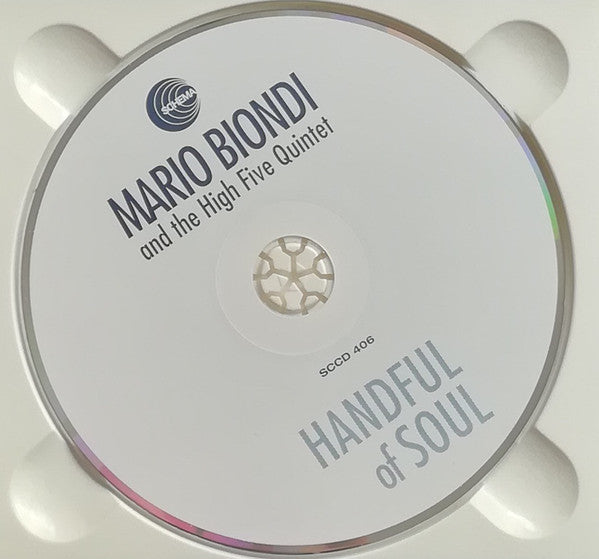 SCHEMA
MARIO BIONDI
and the High Five Quintet
SCCD 406
HANDFUL
of SOUL